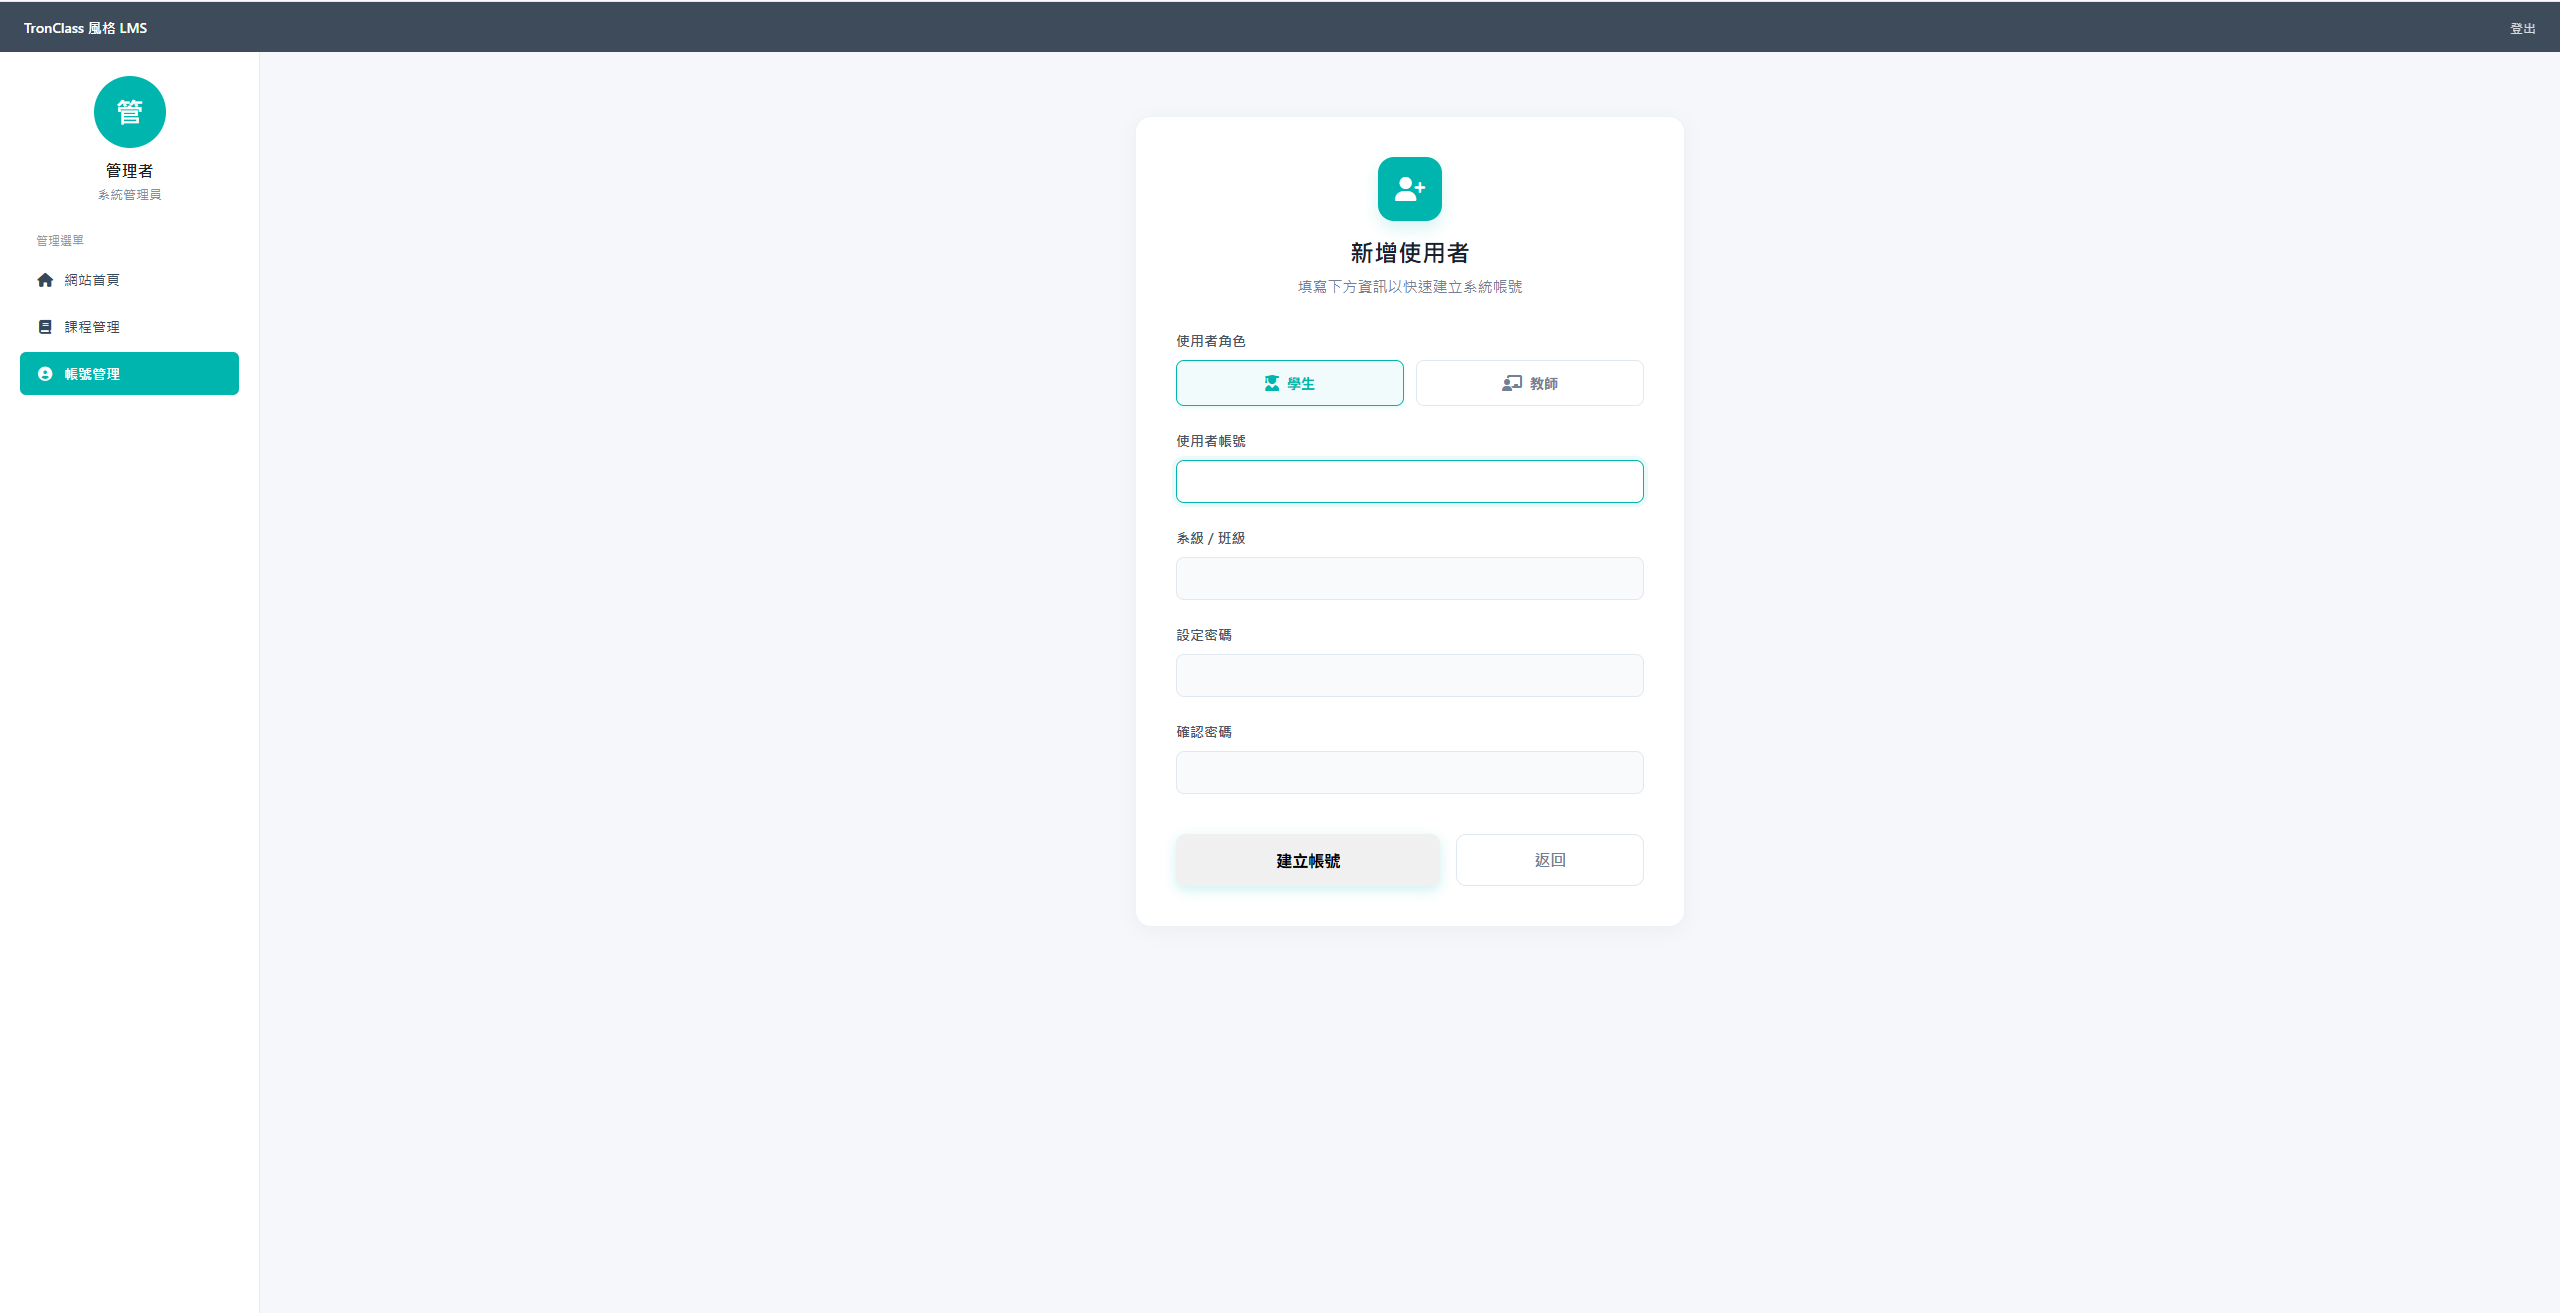 TronClass 風格 LMS
登出
管
管理者
系統管理員
管理選單
網站首頁
課程管理
帳號管理
新增使用者
填寫下方資訊以快速建立系統帳號
使用者角色
學生
教師
使用者帳號
系級 / 班級
設定密碼
確認密碼
建立帳號
返回